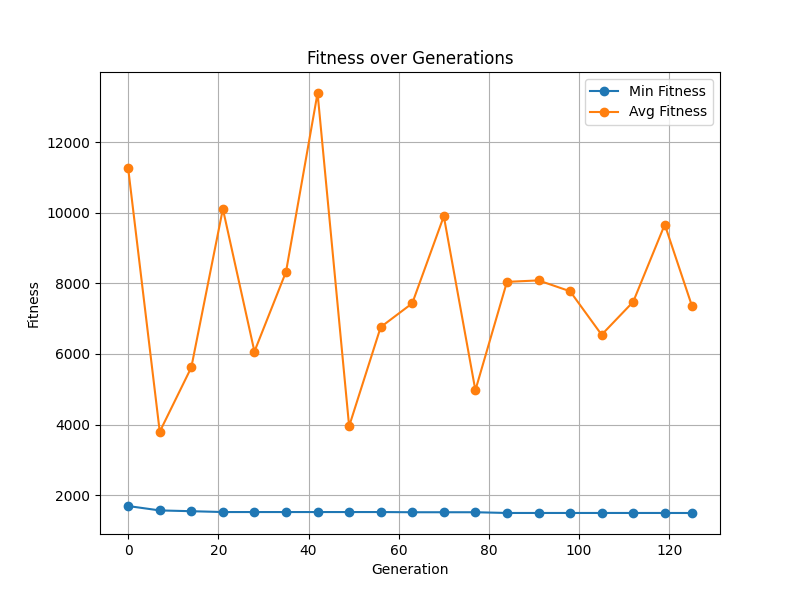 Fitness over Generations
Min Fitness
Avg Fitness
12000
10000
8000
6000
4000
2000
Fitness
0 20 40 60 80 100 120
Generation